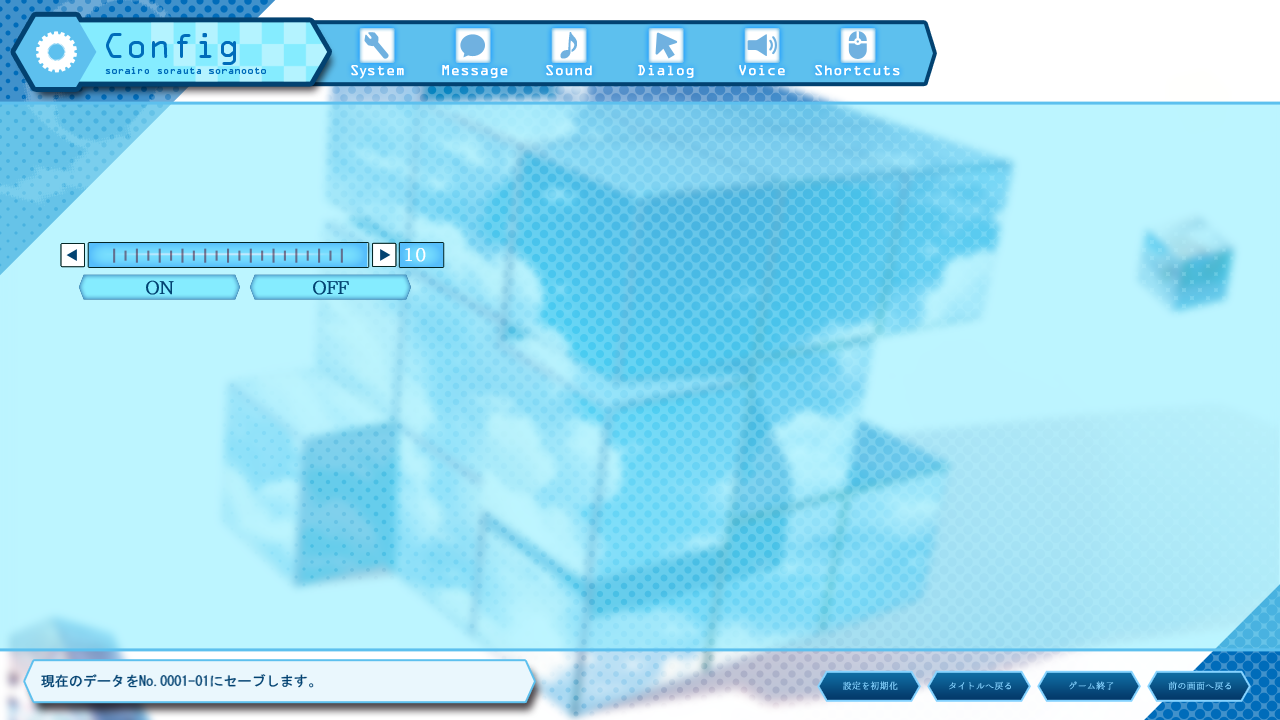 Config
sorairo sorauta soranooto
System
Message
Sound
Dialog
Voice
Shortcuts
10
ON
OFF
現在のデータをNo.0001-01にセーブします。
設定を初期化
タイトルへ戻る
ゲーム終了
前の画面へ戻る